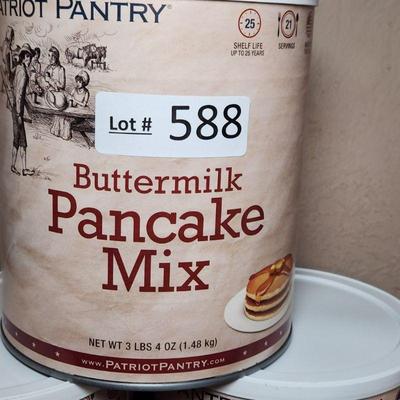 PATRIOT PANTRY®
25
SHELF LIFE
UP TO 25 YEARS
21
SERVINGS
Lot # 588
Buttermilk
Pancake
Mix
NET WT 3 LBS 4 OZ (1.48 kg)
www.PATRIOTPANTRY.com